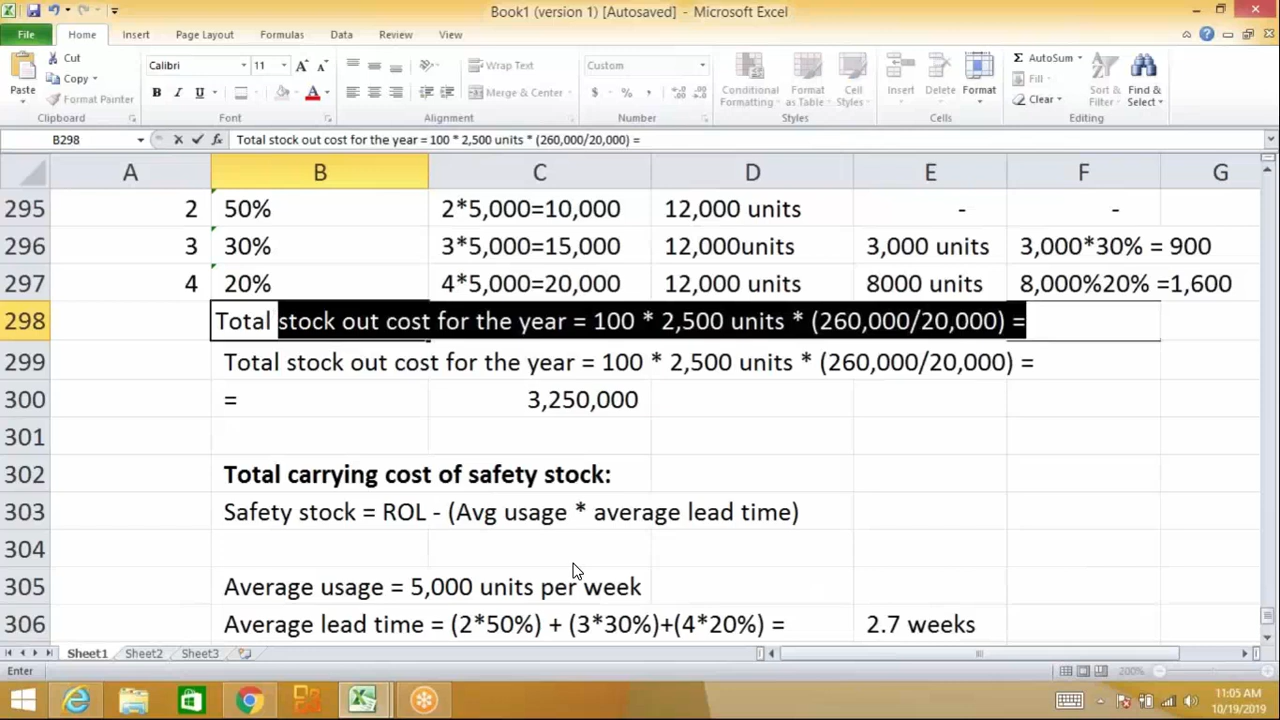 Book1 (version 1) [Autosaved] - Microsoft Excel
File Home Insert Page Layout Formulas Data Review View
Paste
Cut
Copy
Format Painter
Clipboard
Calibri 11
B I U A
Font
Wrap Text
Merge & Center
Alignment
Custom
$ % ,
Number
Conditional Formatting
Format as Table
Cell Styles
Styles
Insert Delete Format
Cells
Σ AutoSum
Fill
Clear
Sort & Filter
Find & Select
Editing
B298 fx Total stock out cost for the year = 100 * 2,500 units * (260,000/20,000) =
A B C D E F G
295 2 50% 2*5,000=10,000 12,000 units - -
296 3 30% 3*5,000=15,000 12,000units 3,000 units 3,000*30% = 900
297 4 20% 4*5,000=20,000 12,000 units 8000 units 8,000%20% =1,600
298 Total stock out cost for the year = 100 * 2,500 units * (260,000/20,000) =
299 Total stock out cost for the year = 100 * 2,500 units * (260,000/20,000) =
300 = 3,250,000
301
302 Total carrying cost of safety stock:
303 Safety stock = ROL - (Avg usage * average lead time)
304
305 Average usage = 5,000 units per week
306 Average lead time = (2*50%) + (3*30%)+(4*20%) = 2.7 weeks
Sheet1 Sheet2 Sheet3
Enter 200%
11:05 AM
10/19/2019